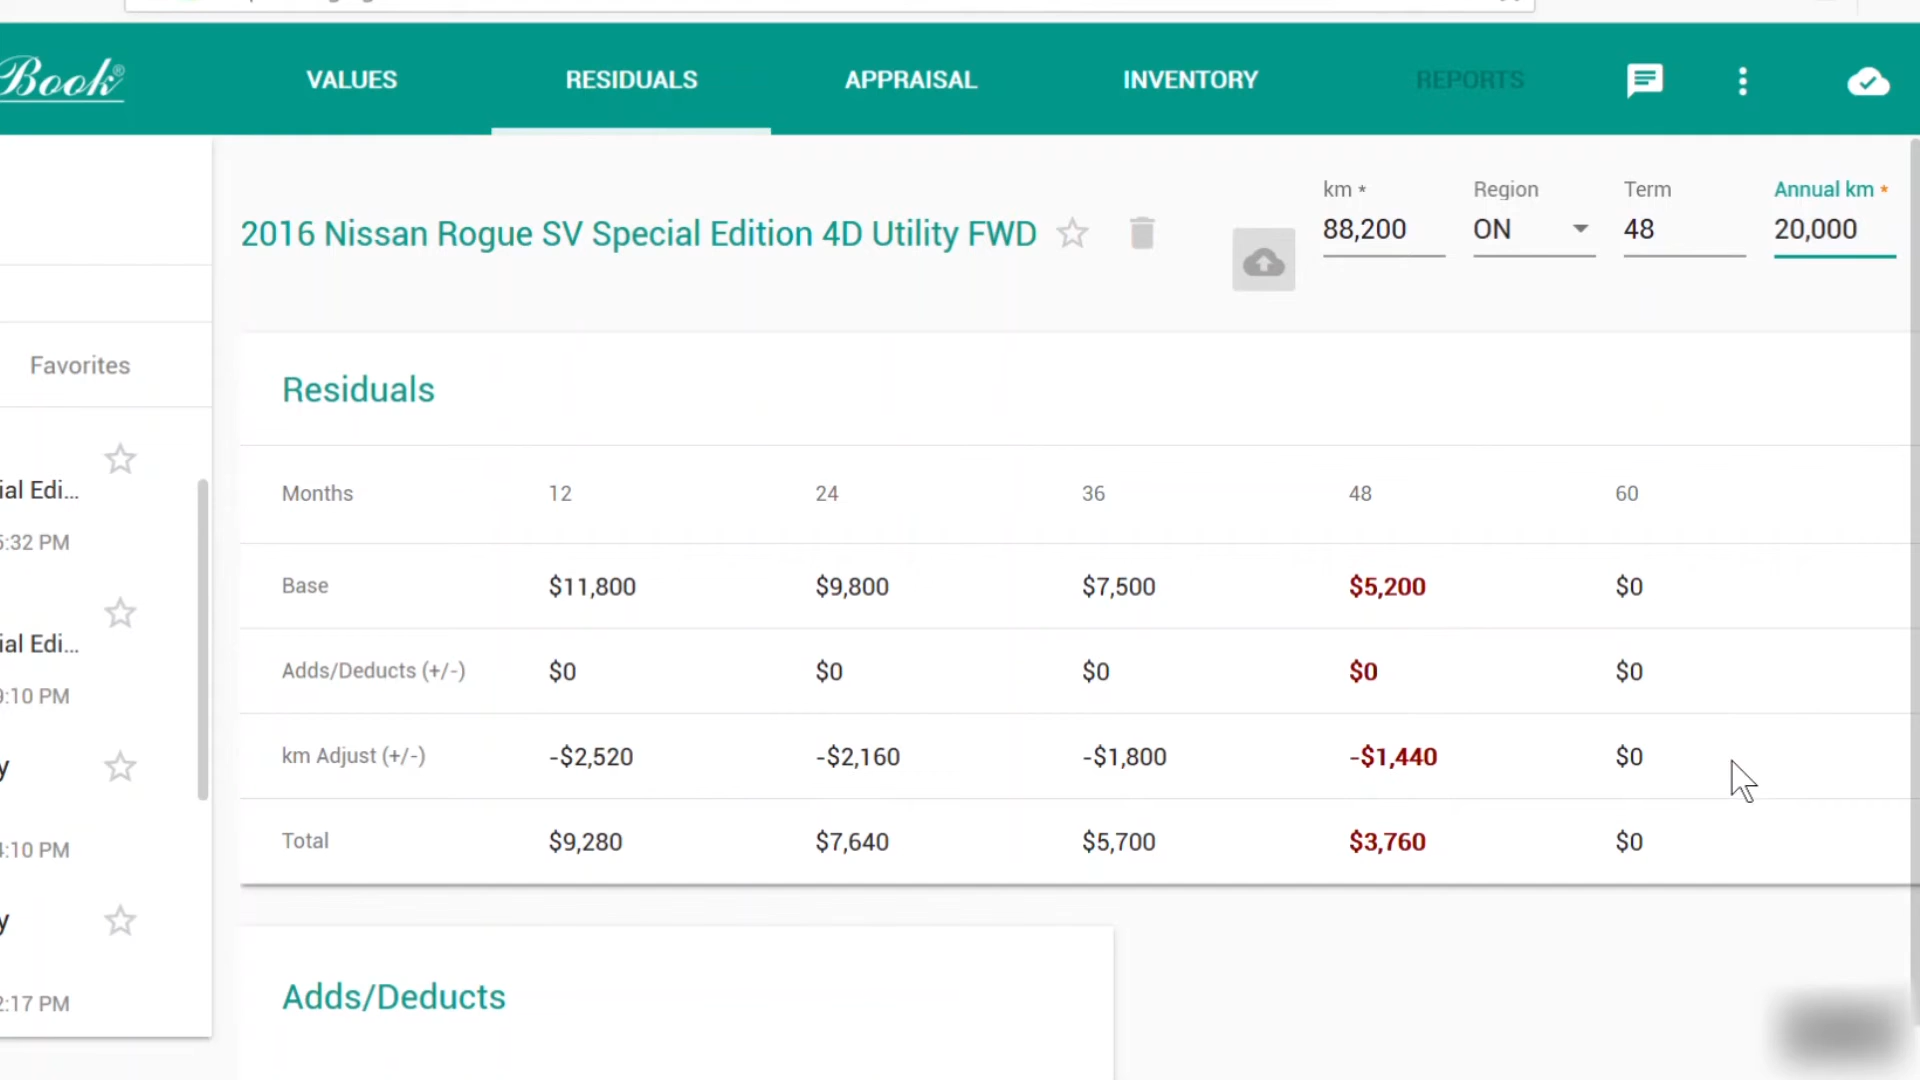 Book®
VALUES
RESIDUALS
APPRAISAL
INVENTORY
REPORTS
2016 Nissan Rogue SV Special Edition 4D Utility FWD
km *
88,200
Region
ON
Term
48
Annual km *
20,000
Favorites
ial Edi...
5:32 PM
ial Edi...
9:10 PM
y
4:10 PM
y
2:17 PM
Residuals
Months 12 24 36 48 60
Base $11,800 $9,800 $7,500 $5,200 $0
Adds/Deducts (+/-) $0 $0 $0 $0 $0
km Adjust (+/-) -$2,520 -$2,160 -$1,800 -$1,440 $0
Total $9,280 $7,640 $5,700 $3,760 $0
Adds/Deducts